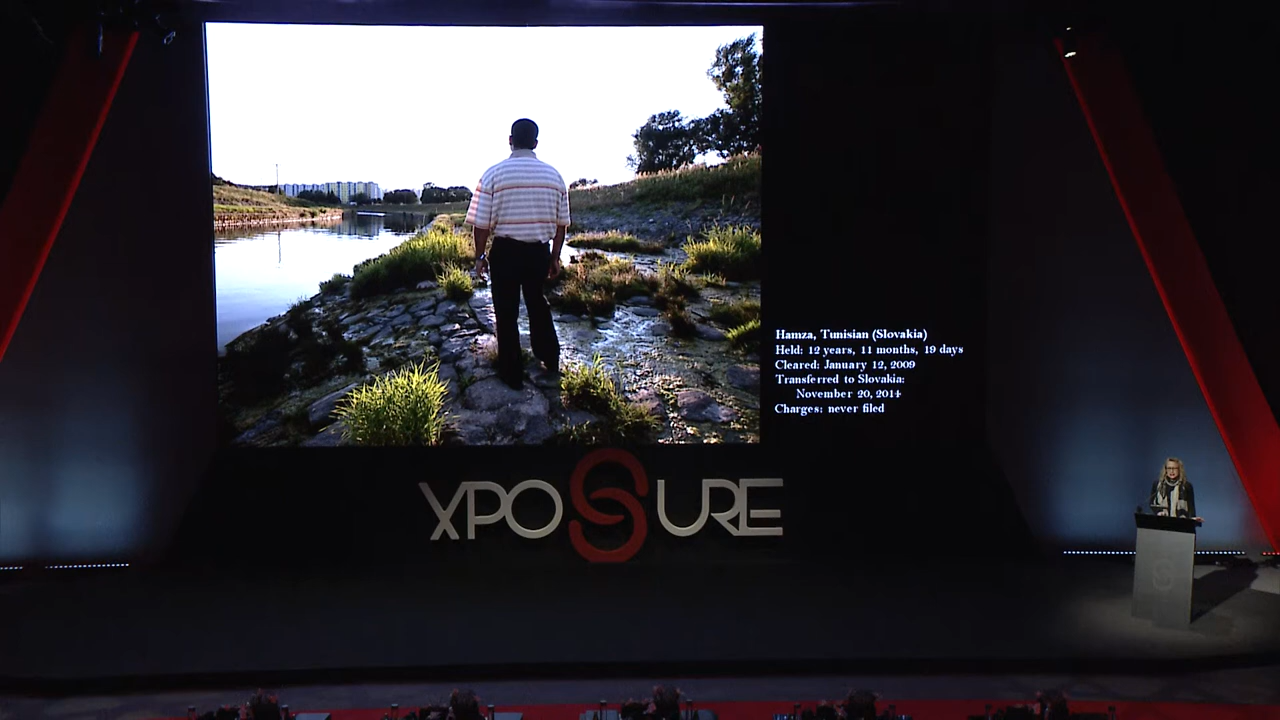 Hamza, Tunisian (Slovakia)
Held: 12 years, 11 months, 19 days
Cleared: January 12, 2009
Transferred to Slovakia:
November 20, 2014
Charges: never filed
XPOSURE